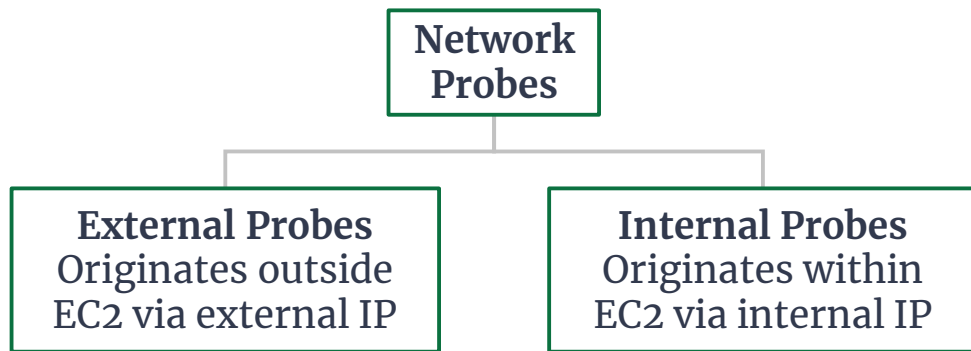 Network
Probes
External Probes
Originates outside
EC2 via external IP
Internal Probes
Originates within
EC2 via internal IP